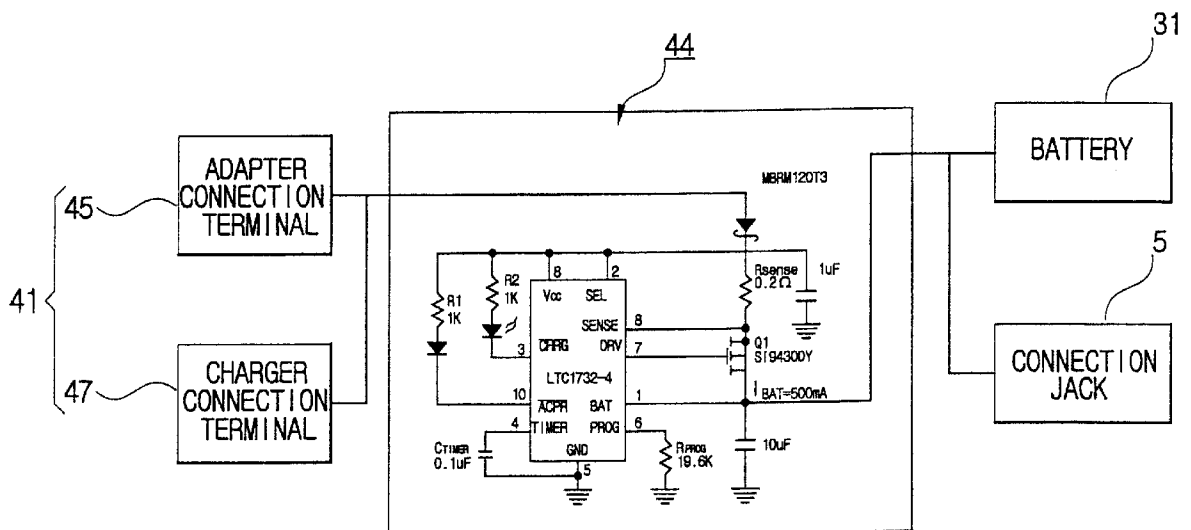 44
31
BATTERY
ADAPTER
CONNECTION
TERMINAL
45
MBRM120T3
41
R1
1K
R2
1K
8
2
VCC
SEL
Rsense
0.2Ω
1uF
5
SENSE
8
CHRG
3
DRV
7
Q1
SI9430DY
LTC1732-4
47
CHARGER
CONNECTION
TERMINAL
CONNECTION
JACK
10
ACPR
BAT
1
IBAT=500mA
4
TIMER
PROG
6
GND
5
CTIMER
0.1uF
RPROG
19.6K
10uF